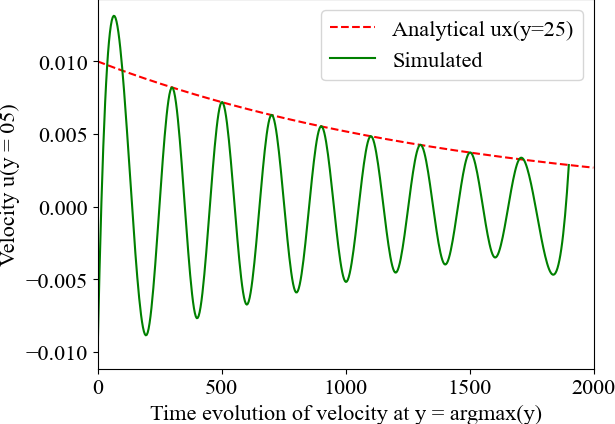 Analytical ux(y=25)
Simulated
Velocity u(y = 05)
0.010
0.005
0.000
−0.005
−0.010
0
500
1000
1500
2000
Time evolution of velocity at y = argmax(y)